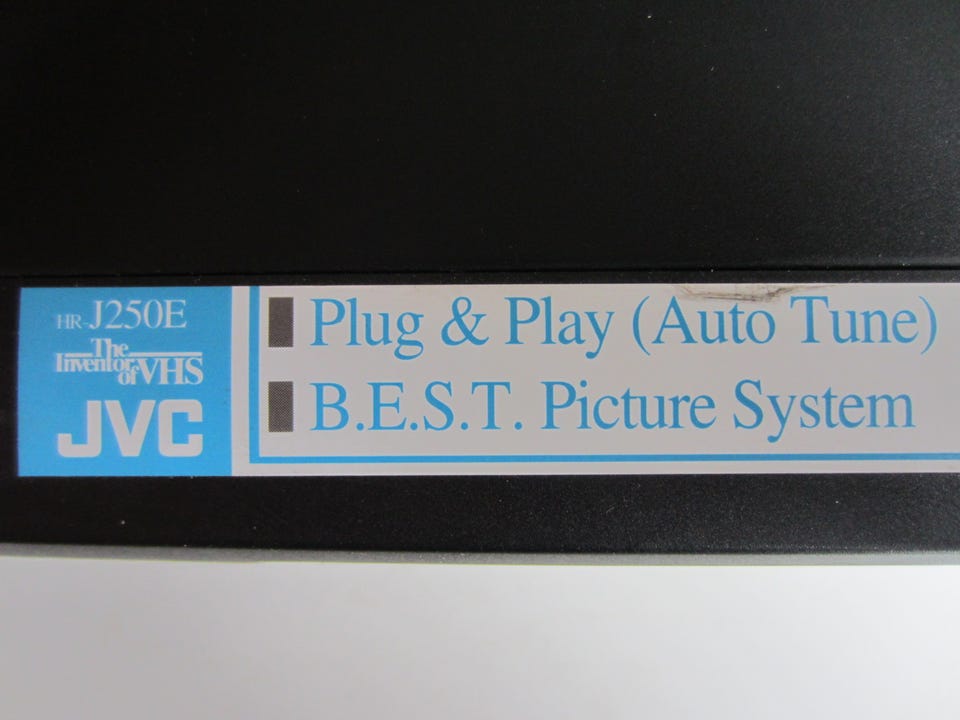 HR-J250E
The
Inventor
of VHS
JVC
Plug & Play (Auto Tune)
B.E.S.T. Picture System